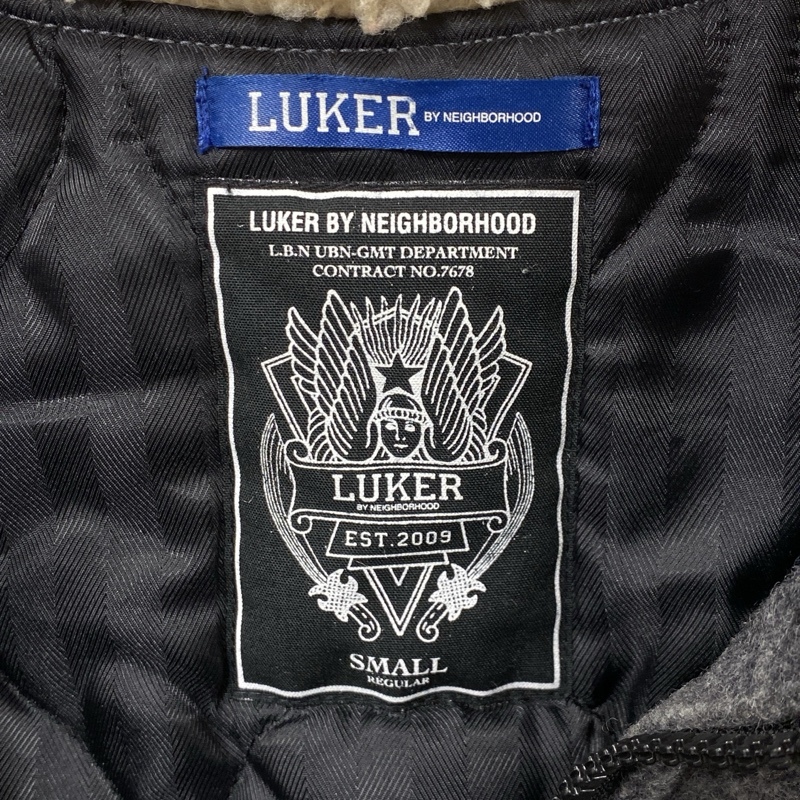 LUKER BY NEIGHBORHOOD
LUKER BY NEIGHBORHOOD
L.B.N UBN-GMT DEPARTMENT
CONTRACT NO.7678
LUKER
BY NEIGHBORHOOD
EST.2009
SMALL
REGULAR